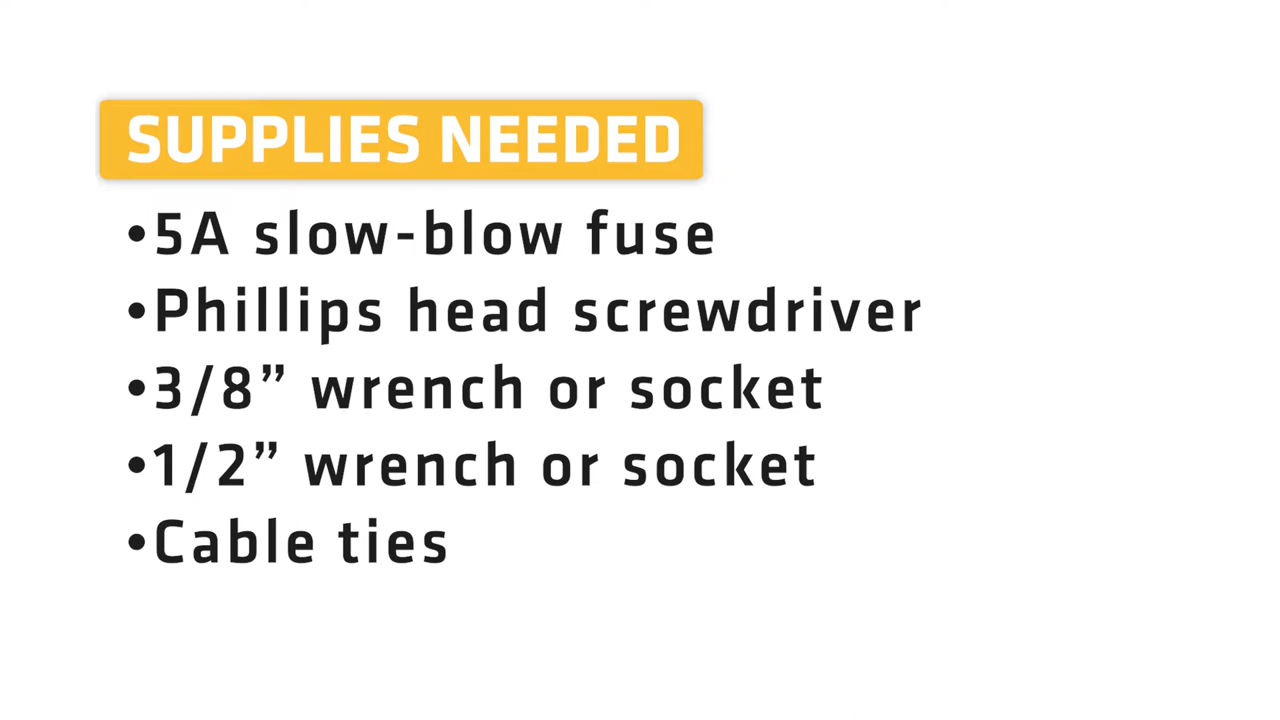 SUPPLIES NEEDED
•5A slow-blow fuse
•Phillips head screwdriver
•3/8” wrench or socket
•1/2” wrench or socket
•Cable ties